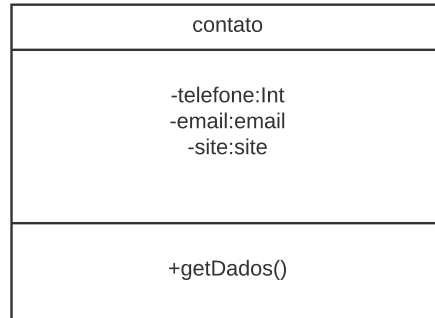 contato
-telefone:Int
-email:email
-site:site
+getDados()